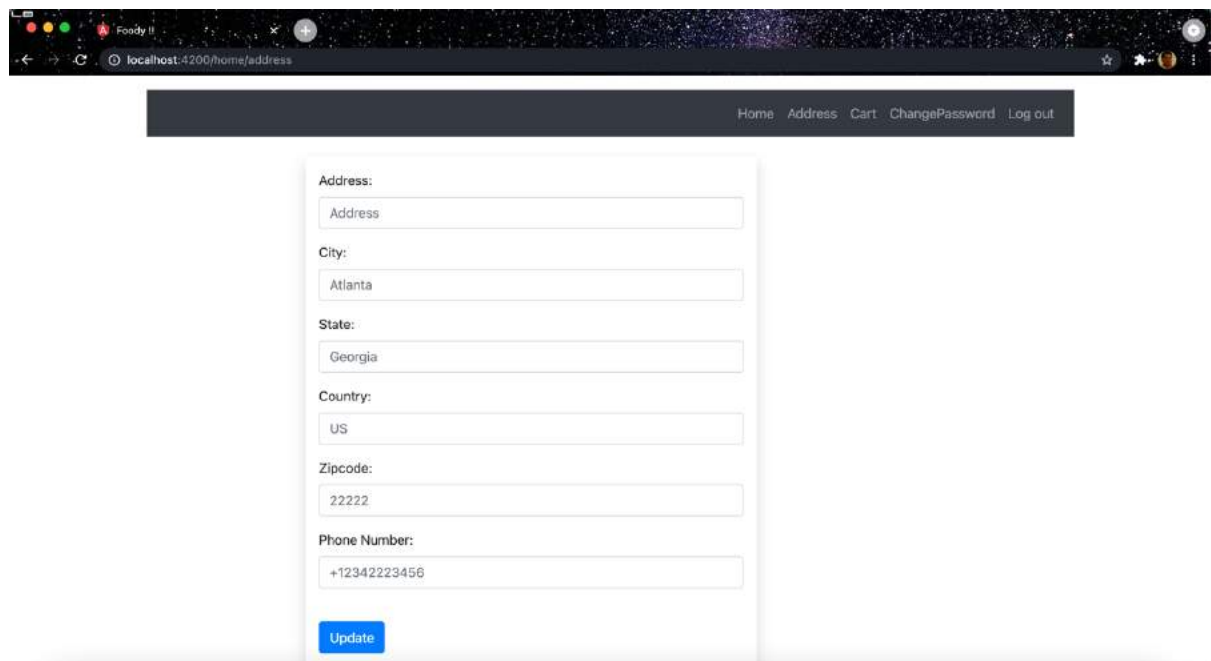 Foody !!
localhost:4200/home/address
Home Address Cart ChangePassword Log out
Address:
Address
City:
Atlanta
State:
Georgia
Country:
US
Zipcode:
22222
Phone Number:
+12342223456
Update